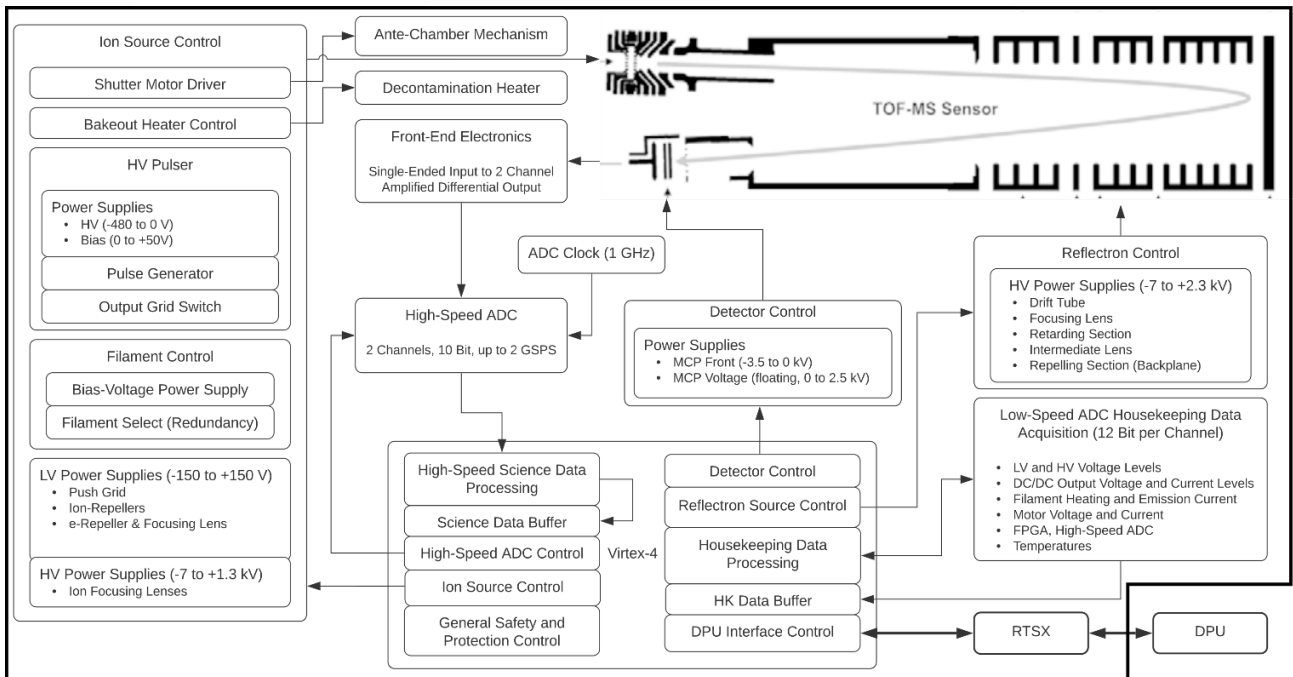 Ion Source Control
Shutter Motor Driver
Bakeout Heater Control
HV Pulser
Power Supplies
• HV (-480 to 0 V)
• Bias (0 to +50V)
Pulse Generator
Output Grid Switch
Filament Control
Bias-Voltage Power Supply
Filament Select (Redundancy)
LV Power Supplies (-150 to +150 V)
• Push Grid
• Ion-Repellers
• e-Repeller & Focusing Lens
HV Power Supplies (-7 to +1.3 kV)
• Ion Focusing Lenses
Ante-Chamber Mechanism
Decontamination Heater
Front-End Electronics
Single-Ended Input to 2 Channel
Amplified Differential Output
TOF-MS Sensor
ADC Clock (1 GHz)
High-Speed ADC
2 Channels, 10 Bit, up to 2 GSPS
Detector Control
Power Supplies
• MCP Front (-3.5 to 0 kV)
• MCP Voltage (floating, 0 to 2.5 kV)
Reflectron Control
HV Power Supplies (-7 to +2.3 kV)
• Drift Tube
• Focusing Lens
• Retarding Section
• Intermediate Lens
• Repelling Section (Backplane)
Low-Speed ADC Housekeeping Data
Acquisition (12 Bit per Channel)
• LV and HV Voltage Levels
• DC/DC Output Voltage and Current Levels
• Filament Heating and Emission Current
• Motor Voltage and Current
• FPGA, High-Speed ADC
• Temperatures
High-Speed Science Data
Processing
Science Data Buffer
High-Speed ADC Control
Ion Source Control
General Safety and
Protection Control
Virtex-4
Detector Control
Reflectron Source Control
Housekeeping Data
Processing
HK Data Buffer
DPU Interface Control
RTSX
DPU